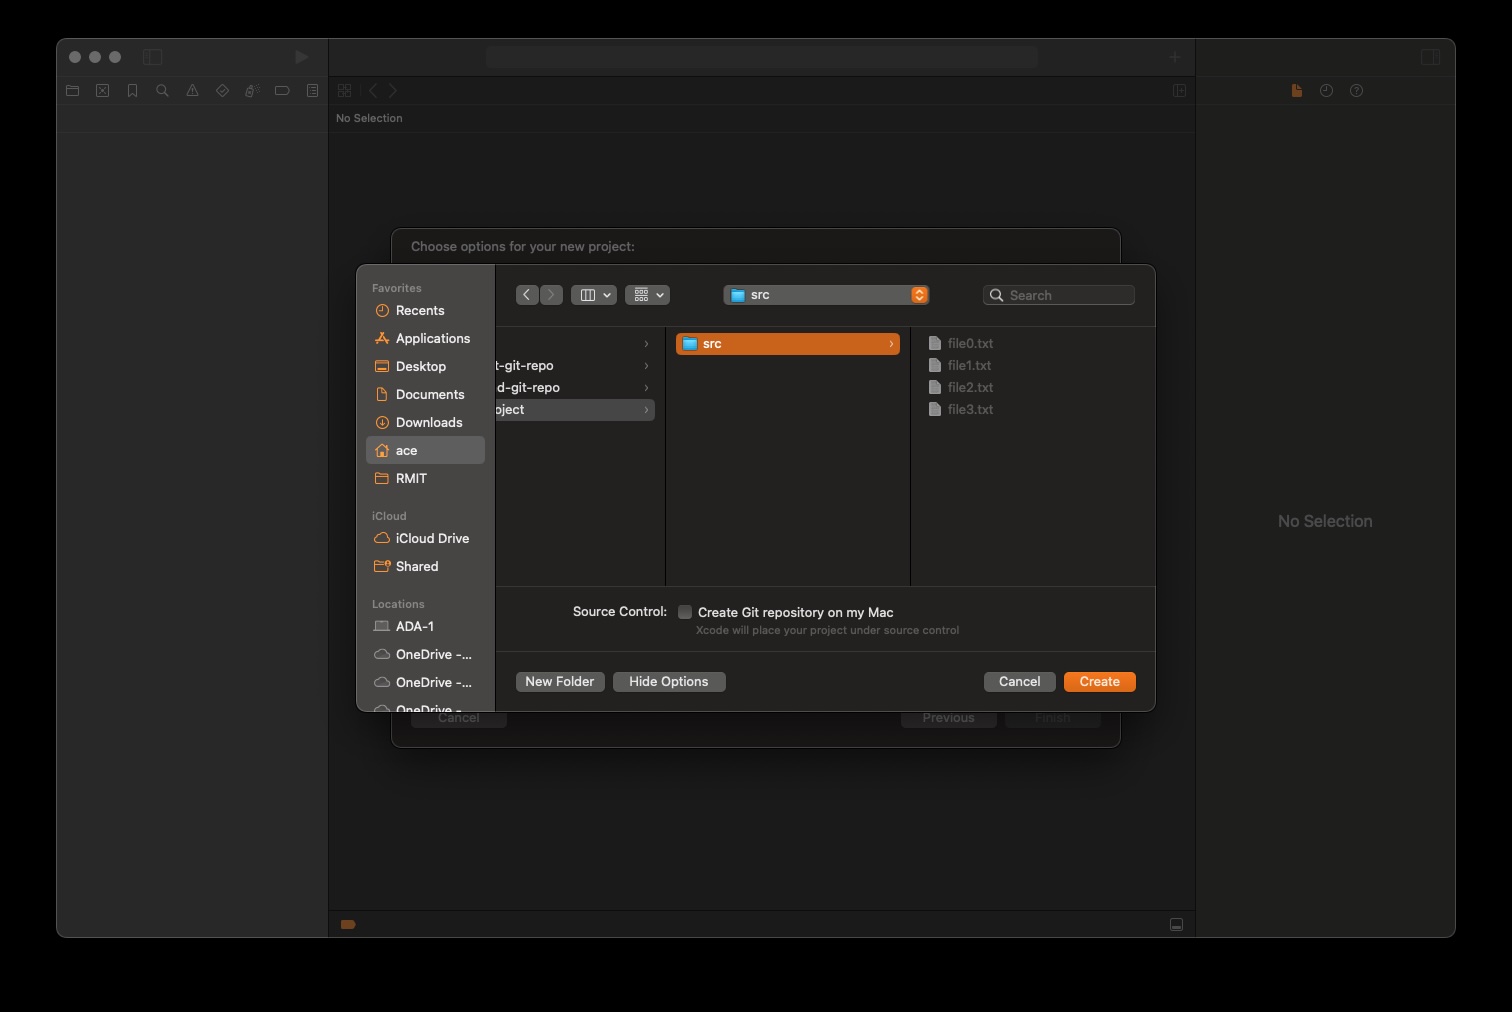 No Selection
Choose options for your new project:
Favorites
Recents
Applications
Desktop
Documents
Downloads
ace
RMIT
iCloud
iCloud Drive
Shared
Locations
ADA-1
OneDrive -...
OneDrive -...
OneDrive -
src
Search
t-git-repo
d-git-repo
oject
src
file0.txt
file1.txt
file2.txt
file3.txt
Source Control: Create Git repository on my Mac
Xcode will place your project under source control
New Folder Hide Options Cancel Create
Cancel Previous Finish
No Selection